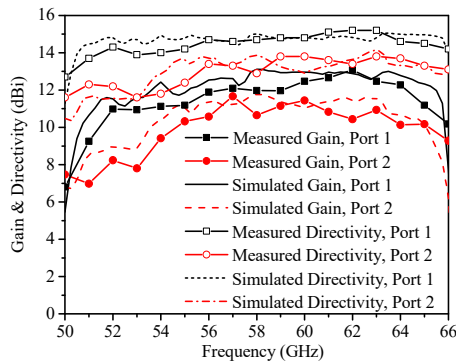 16
14
12
10
8
6
4
2
0
Gain & Directivity (dBi)
Measured Gain, Port 1
Measured Gain, Port 2
Simulated Gain, Port 1
Simulated Gain, Port 2
Measured Directivity, Port 1
Measured Directivity, Port 2
Simulated Directivity, Port 1
Simulated Directivity, Port 2
50 52 54 56 58 60 62 64 66
Frequency (GHz)